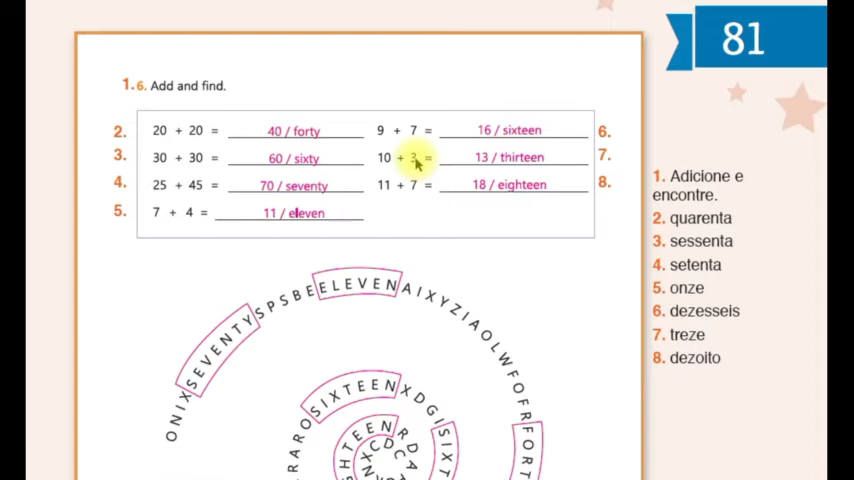 81
1.6. Add and find.
2. 20 + 20 = 40 / forty 9 + 7 = 16 / sixteen 6.
3. 30 + 30 = 60 / sixty 10 + 3 = 13 / thirteen 7.
4. 25 + 45 = 70 / seventy 11 + 7 = 18 / eighteen 8.
5. 7 + 4 = 11 / eleven
1. Adicione e
encontre.
2. quarenta
3. sessenta
4. setenta
5. onze
6. dezesseis
7. treze
8. dezoito
ONIXSEVENTYSPSBEELEVENAIXYZIAOLWFOFRFORT
RAROSIXTEENXDGISIXT